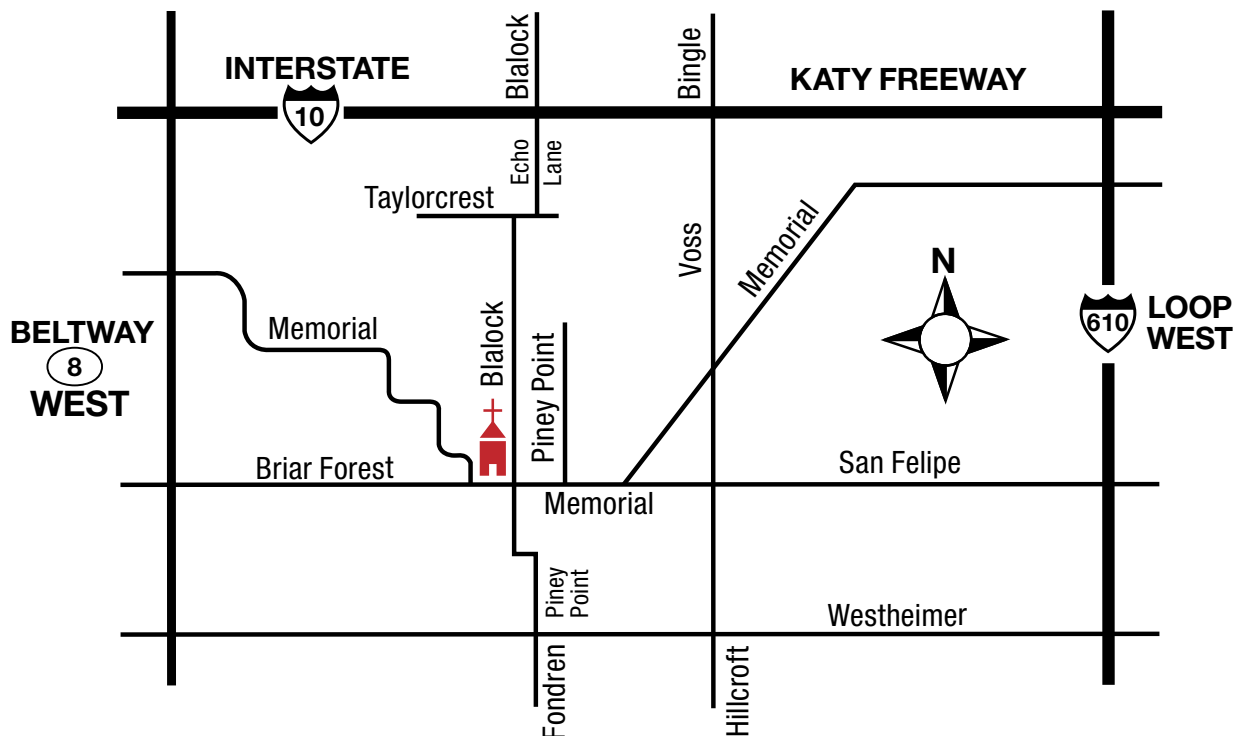 INTERSTATE
10
Blalock
Bingle
KATY FREEWAY
Echo
Lane
Taylorcrest
Voss
Memorial
N
BELTWAY
8
WEST
Memorial
Blalock
Piney Point
610
LOOP
WEST
Briar Forest
Memorial
San Felipe
Piney
Point
Westheimer
Fondren
Hillcroft